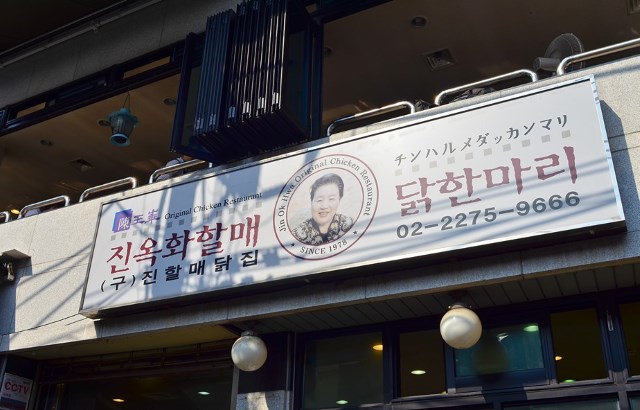 陳玉華 Original Chicken Restaurant
진옥화할매
(구)진할매닭집
Jin Ok Hwa Original Chicken Restaurant
• SINCE 1978 •
チンハルメダッカンマリ
닭한마리
02-2275-9666
CCTV